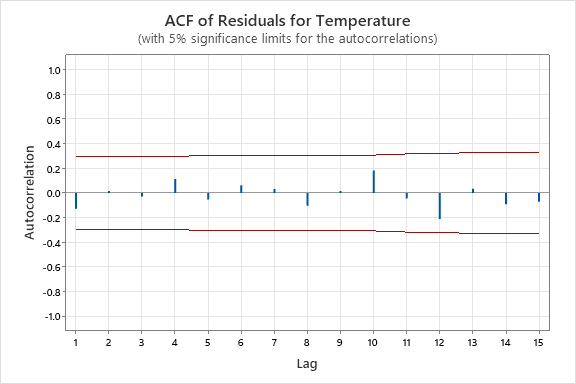 ACF of Residuals for Temperature
(with 5% significance limits for the autocorrelations)
1.0
0.8
0.6
0.4
0.2
0.0
-0.2
-0.4
-0.6
-0.8
-1.0
Autocorrelation
1 2 3 4 5 6 7 8 9 10 11 12 13 14 15
Lag